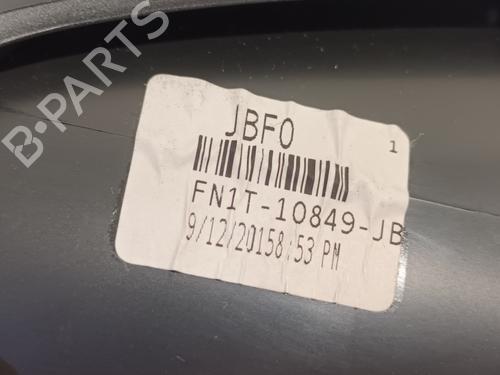 B-PARTS
JBF0
1
FN1T-10849-JB
9/12/20158:53 PM